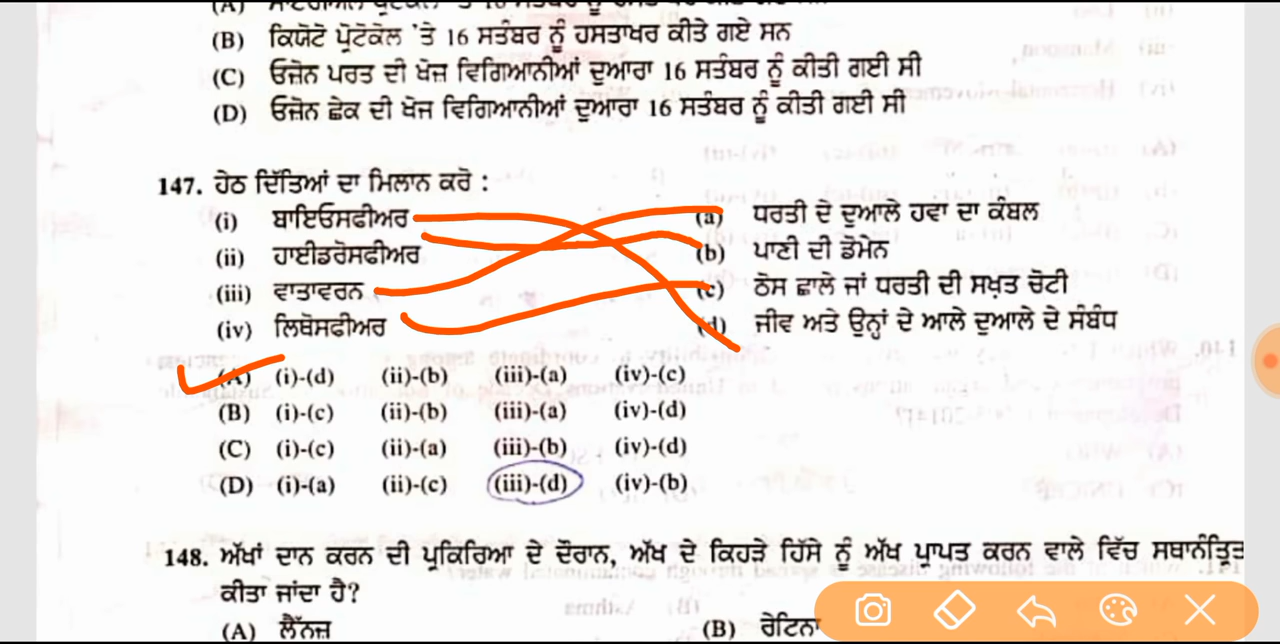 (B) ਕਿਯੋਟੋ ਪ੍ਰੋਟੋਕੋਲ 'ਤੇ 16 ਸਤੰਬਰ ਨੂੰ ਹਸਤਾਖਰ ਕੀਤੇ ਗਏ ਸਨ
(C) ਓਜ਼ੋਨ ਪਰਤ ਦੀ ਖੋਜ਼ ਵਿਗਿਆਨੀਆਂ ਦੁਆਰਾ 16 ਸਤੰਬਰ ਨੂੰ ਕੀਤੀ ਗਈ ਸੀ
(D) ਓਜ਼ੋਨ ਛੇਕ ਦੀ ਖੋਜ਼ ਵਿਗਿਆਨੀਆਂ ਦੁਆਰਾ 16 ਸਤੰਬਰ ਨੂੰ ਕੀਤੀ ਗਈ ਸੀ
147. ਹੇਠ ਦਿੱਤਿਆਂ ਦਾ ਮਿਲਾਨ ਕਰੋ :
(i) ਬਾਇਓਸਫੀਅਰ (a) ਧਰਤੀ ਦੇ ਦੁਆਲੇ ਹਵਾ ਦਾ ਕੰਬਲ
(ii) ਹਾਈਡਰੋਸਫੀਅਰ (b) ਪਾਣੀ ਦੀ ਡੋਮੇਨ
(iii) ਵਾਤਾਵਰਨ (c) ਠੋਸ ਛਾਲੇ ਜਾਂ ਧਰਤੀ ਦੀ ਸਖ਼ਤ ਚੋਟੀ
(iv) ਲਿਥੋਸਫੀਅਰ (d) ਜੀਵ ਅਤੇ ਉਨ੍ਹਾਂ ਦੇ ਆਲੇ ਦੁਆਲੇ ਦੇ ਸੰਬੰਧ
(A) (i)-(d) (ii)-(b) (iii)-(a) (iv)-(c)
(B) (i)-(c) (ii)-(b) (iii)-(a) (iv)-(d)
(C) (i)-(c) (ii)-(a) (iii)-(b) (iv)-(d)
(D) (i)-(a) (ii)-(c) (iii)-(d) (iv)-(b)
148. ਅੱਖਾਂ ਦਾਨ ਕਰਨ ਦੀ ਪ੍ਰਕਿਰਿਆ ਦੇ ਦੌਰਾਨ, ਅੱਖ ਦੇ ਕਿਹੜੇ ਹਿੱਸੇ ਨੂੰ ਅੱਖ ਪ੍ਰਾਪਤ ਕਰਨ ਵਾਲੇ ਵਿੱਚ ਸਥਾਨੰਤ੍ਰਿਤ
ਕੀਤਾ ਜਾਂਦਾ ਹੈ?
(A) ਲੈੱਨਜ਼ (B) ਰੇਟਿਨਾ